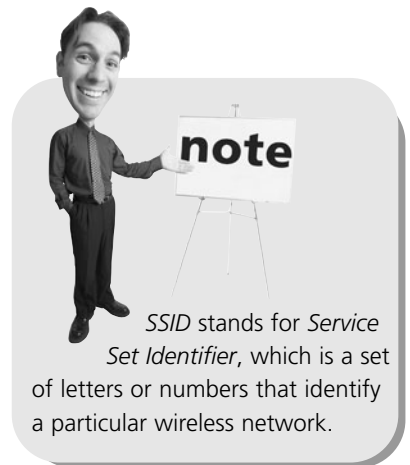 note
SSID stands for Service
Set Identifier, which is a set
of letters or numbers that identify
a particular wireless network.